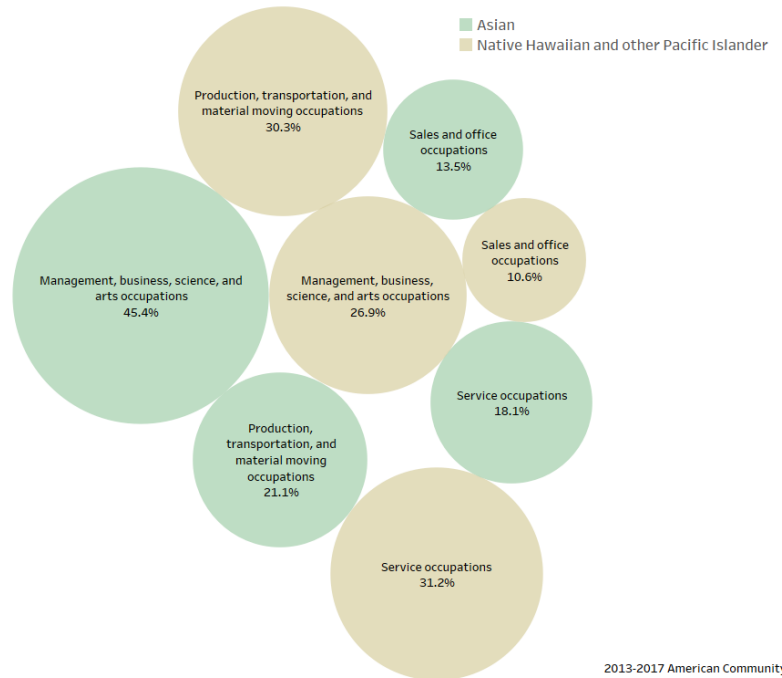 Asian
Native Hawaiian and other Pacific Islander
Production, transportation, and
material moving occupations
30.3%
Sales and office
occupations
13.5%
Sales and office
occupations
10.6%
Management, business, science, and
arts occupations
45.4%
Management, business,
science, and arts occupations
26.9%
Service occupations
18.1%
Production,
transportation, and
material moving
occupations
21.1%
Service occupations
31.2%
2013-2017 American Community